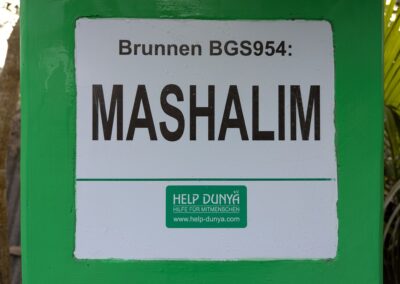 Brunnen BGS954:
MASHALIM
HELP DUNYA
HILFE FÜR MITMENSCHEN
www.help-dunya.com